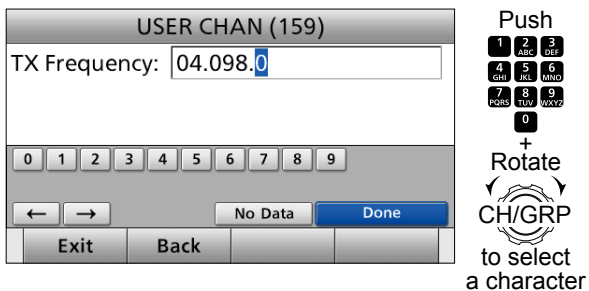 USER CHAN (159)
TX Frequency: 04.098.0
0 1 2 3 4 5 6 7 8 9
← → No Data Done
Exit Back
Push
1 2 ABC 3 DEF
4 GHI 5 JKL 6 MNO
7 PQRS 8 TUV 9 WXYZ
0
+
Rotate
CH/GRP
to select
a character